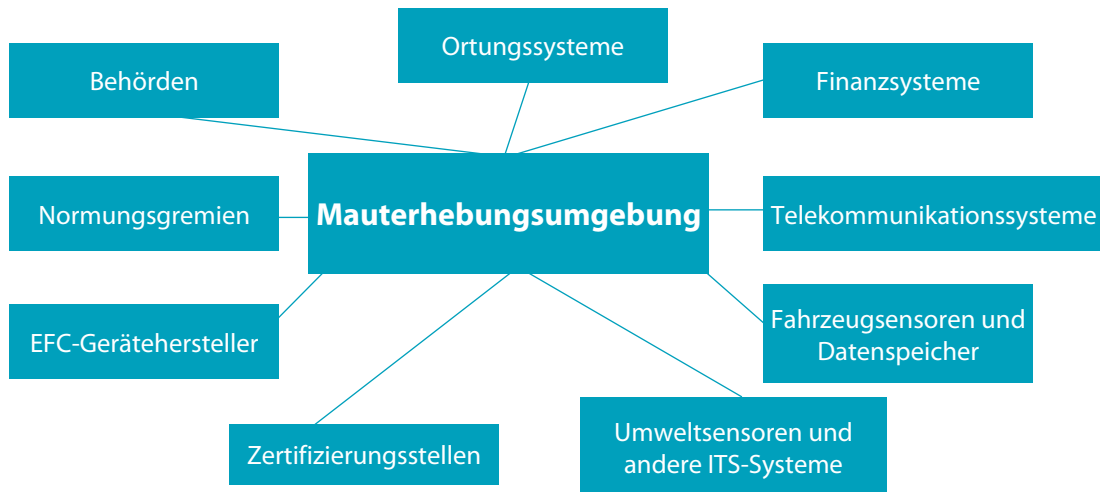 Ortungssysteme
Behörden
Finanzsysteme
Normungsgremien
Mauterhebungsumgebung
Telekommunikationssysteme
EFC-Gerätehersteller
Fahrzeugsensoren und
Datenspeicher
Zertifizierungsstellen
Umweltsensoren und
andere ITS-Systeme